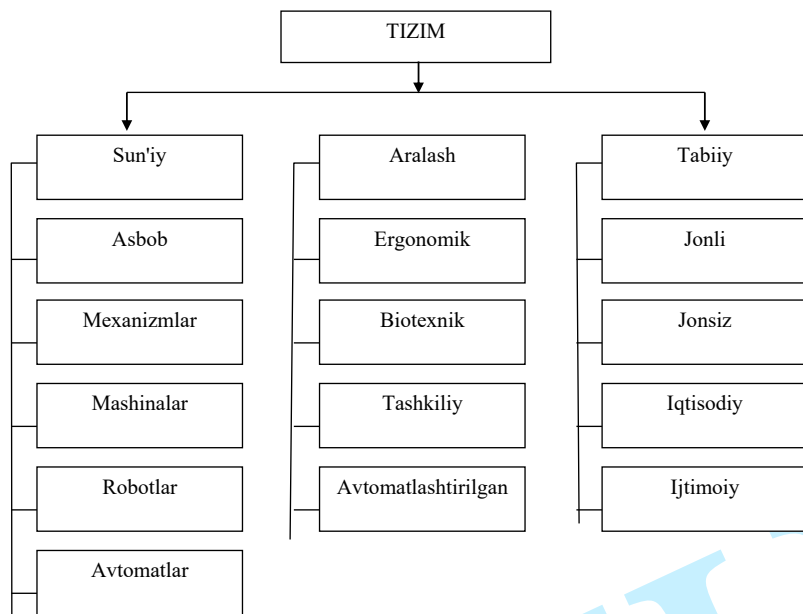 TIZIM
Sun'iy
Aralash
Tabiiy
Asbob
Ergonomik
Jonli
Mexanizmlar
Biotexnik
Jonsiz
Mashinalar
Tashkiliy
Iqtisodiy
Robotlar
Avtomatlashtirilgan
Ijtimoiy
Avtomatlar